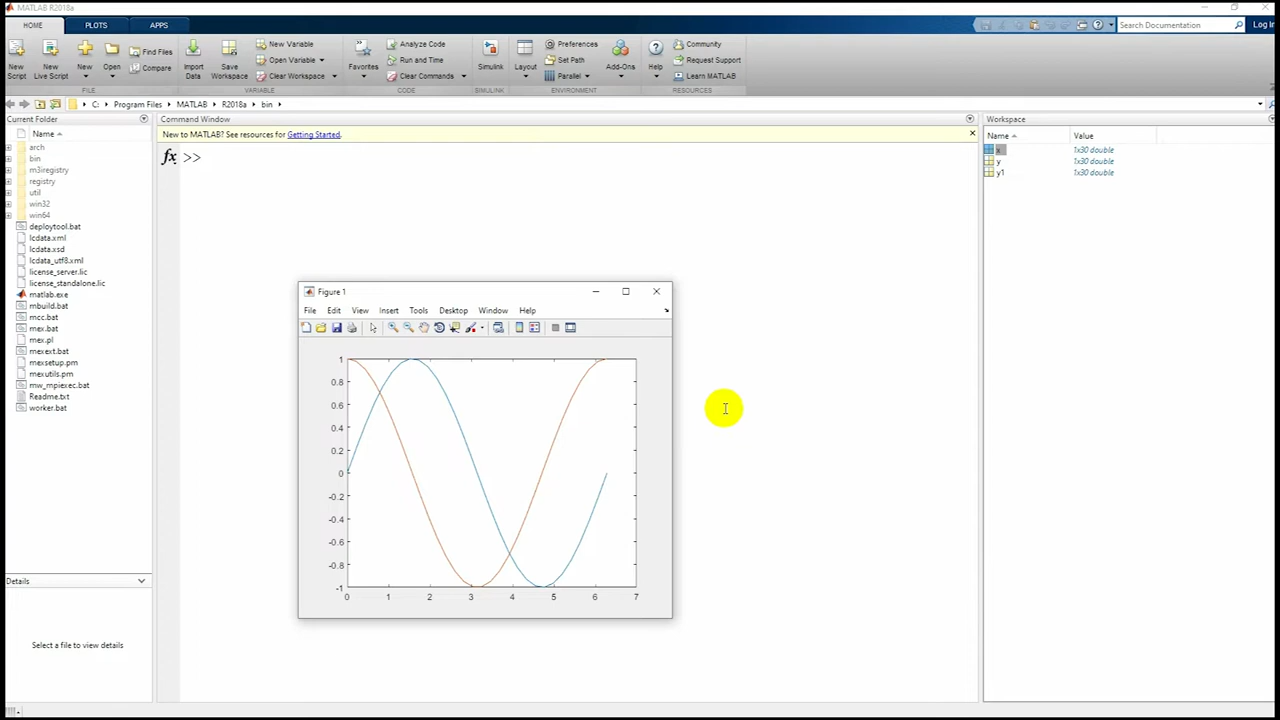 MATLAB R2018a
HOME PLOTS APPS
Search Documentation Log In
New Script
New Live Script
New
Open
Find Files
Compare
Import Data
Save Workspace
New Variable
Open Variable
Clear Workspace
Favorites
Analyze Code
Run and Time
Clear Commands
Simulink
Layout
Preferences
Set Path
Parallel
Add-Ons
Help
Community
Request Support
Learn MATLAB
FILE VARIABLE CODE SIMULINK ENVIRONMENT RESOURCES
C: Program Files MATLAB R2018a bin
Current Folder
Name
arch
bin
m3iregistry
registry
util
win32
win64
deploytool.bat
lcdata.xml
lcdata.xsd
lcdata_utf8.xml
license_server.lic
license_standalone.lic
matlab.exe
mbuild.bat
mcc.bat
mex.bat
mex.pl
mexext.bat
mexsetup.pm
mexutils.pm
mw_mpiexec.bat
Readme.txt
worker.bat
Details
Select a file to view details
Command Window
New to MATLAB? See resources for Getting Started.
fx >>
Figure 1
File Edit View Insert Tools Desktop Window Help
1
0.8
0.6
0.4
0.2
0
-0.2
-0.4
-0.6
-0.8
-1
0 1 2 3 4 5 6 7
Workspace
Name Value
x 1x30 double
y 1x30 double
y1 1x30 double